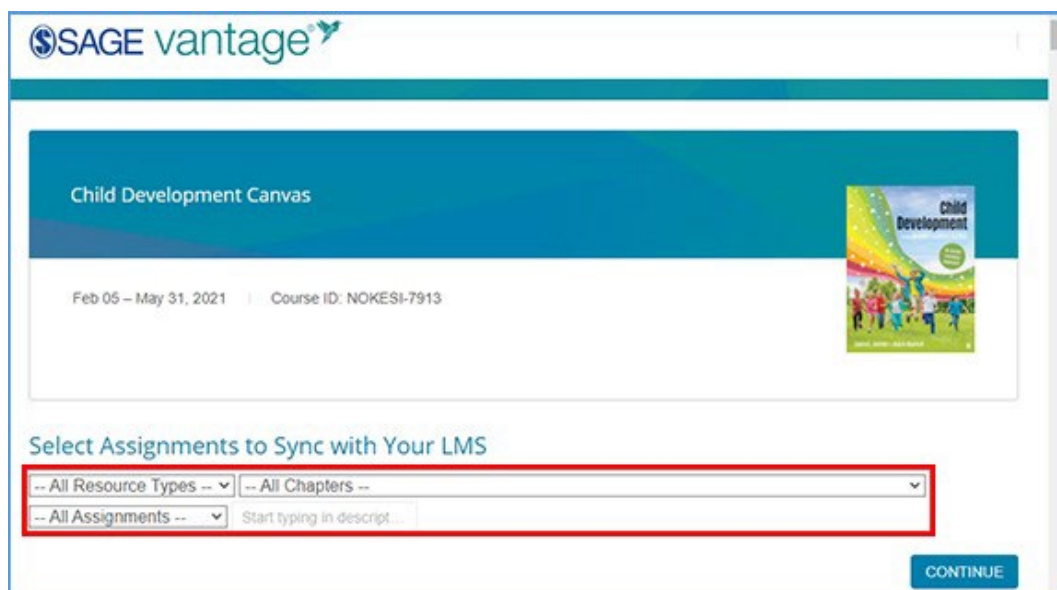 SAGE vantage
Child Development Canvas
Child
Development
Feb 05 – May 31, 2021 Course ID: NOKESI-7913
Select Assignments to Sync with Your LMS
-- All Resource Types -- -- All Chapters --
-- All Assignments -- Start typing in descript...
CONTINUE